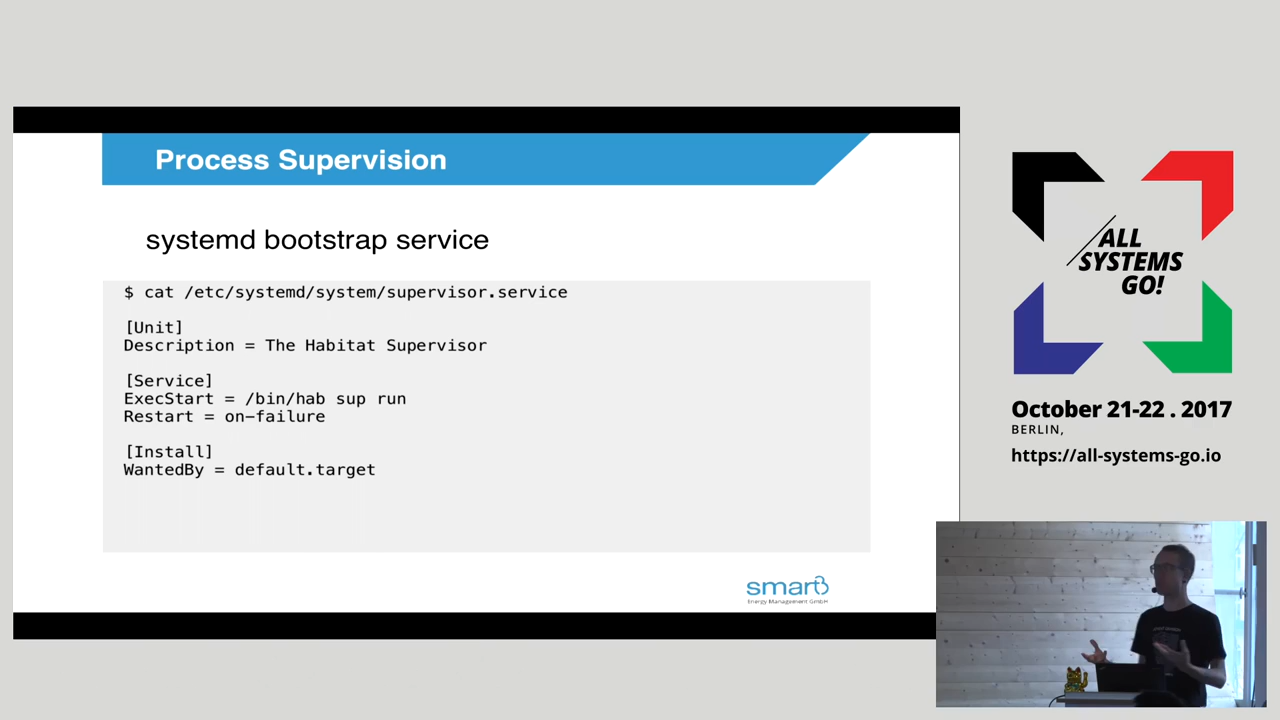 Process Supervision
systemd bootstrap service
$ cat /etc/systemd/system/supervisor.service
[Unit]
Description = The Habitat Supervisor
[Service]
ExecStart = /bin/hab sup run
Restart = on-failure
[Install]
WantedBy = default.target
smartB
Energy Management GmbH
ALL
SYSTEMS
GO!
October 21-22 . 2017
BERLIN,
https://all-systems-go.io